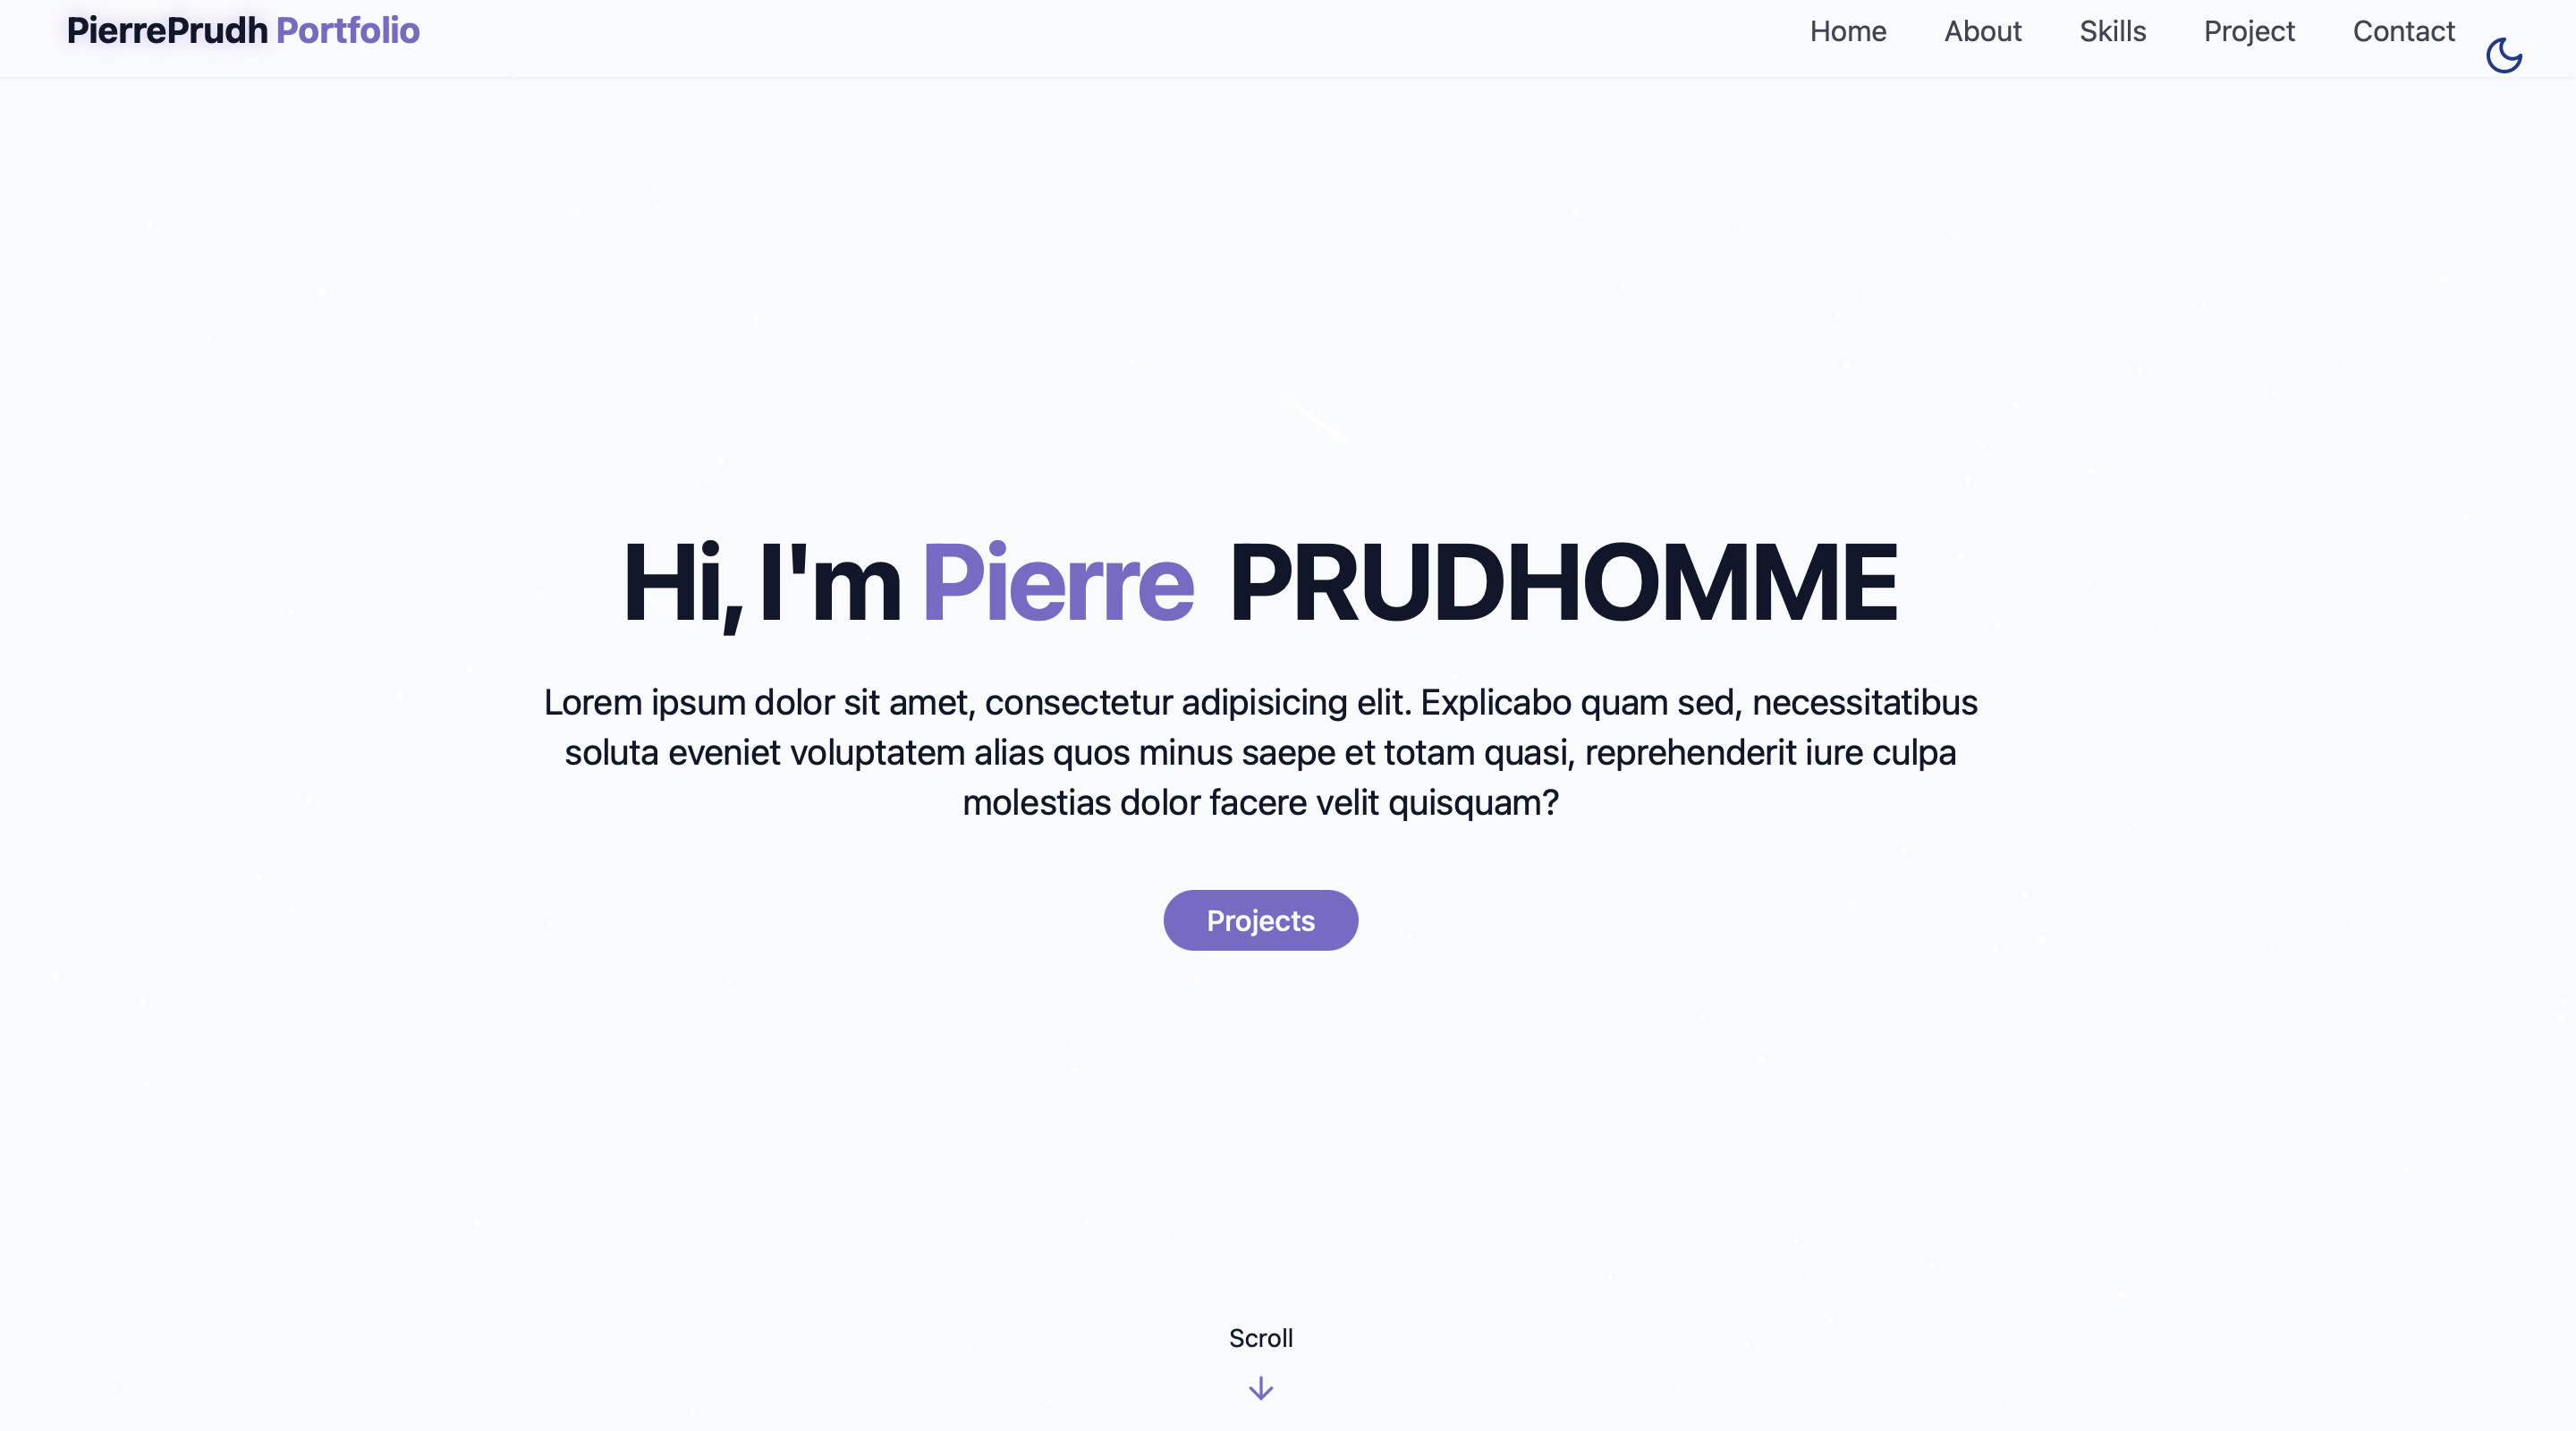 PierrePrudh Portfolio
Home About Skills Project Contact
Hi, I'm Pierre PRUDHOMME
Lorem ipsum dolor sit amet, consectetur adipisicing elit. Explicabo quam sed, necessitatibus
soluta eveniet voluptatem alias quos minus saepe et totam quasi, reprehenderit iure culpa
molestias dolor facere velit quisquam?
Projects
Scroll